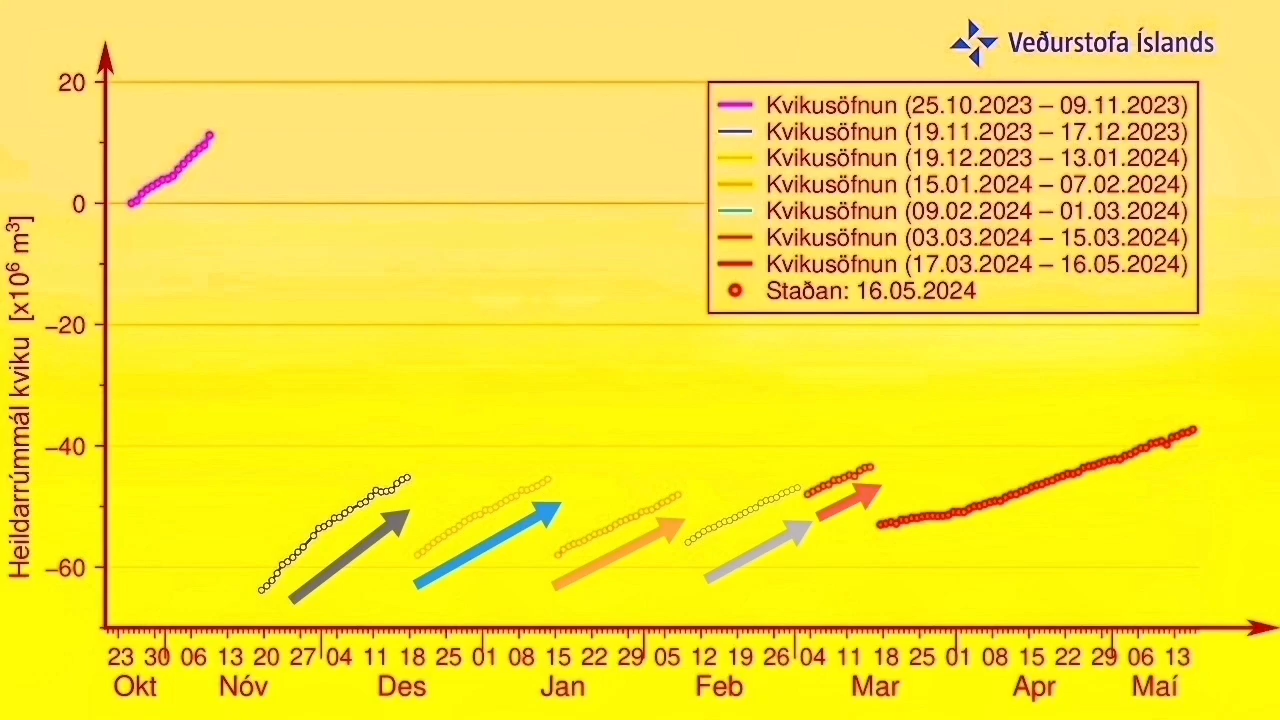 Veðurstofa Íslands
20
0
−20
−40
−60
Heildarrúmmál kviku [x10⁶ m³]
Kvikusöfnun (25.10.2023 – 09.11.2023)
Kvikusöfnun (19.11.2023 – 17.12.2023)
Kvikusöfnun (19.12.2023 – 13.01.2024)
Kvikusöfnun (15.01.2024 – 07.02.2024)
Kvikusöfnun (09.02.2024 – 01.03.2024)
Kvikusöfnun (03.03.2024 – 15.03.2024)
Kvikusöfnun (17.03.2024 – 16.05.2024)
Staðan: 16.05.2024
23 30 06 13 20 27 04 11 18 25 01 08 15 22 29 05 12 19 26 04 11 18 25 01 08 15 22 29 06 13
Okt Nóv Des Jan Feb Mar Apr Maí